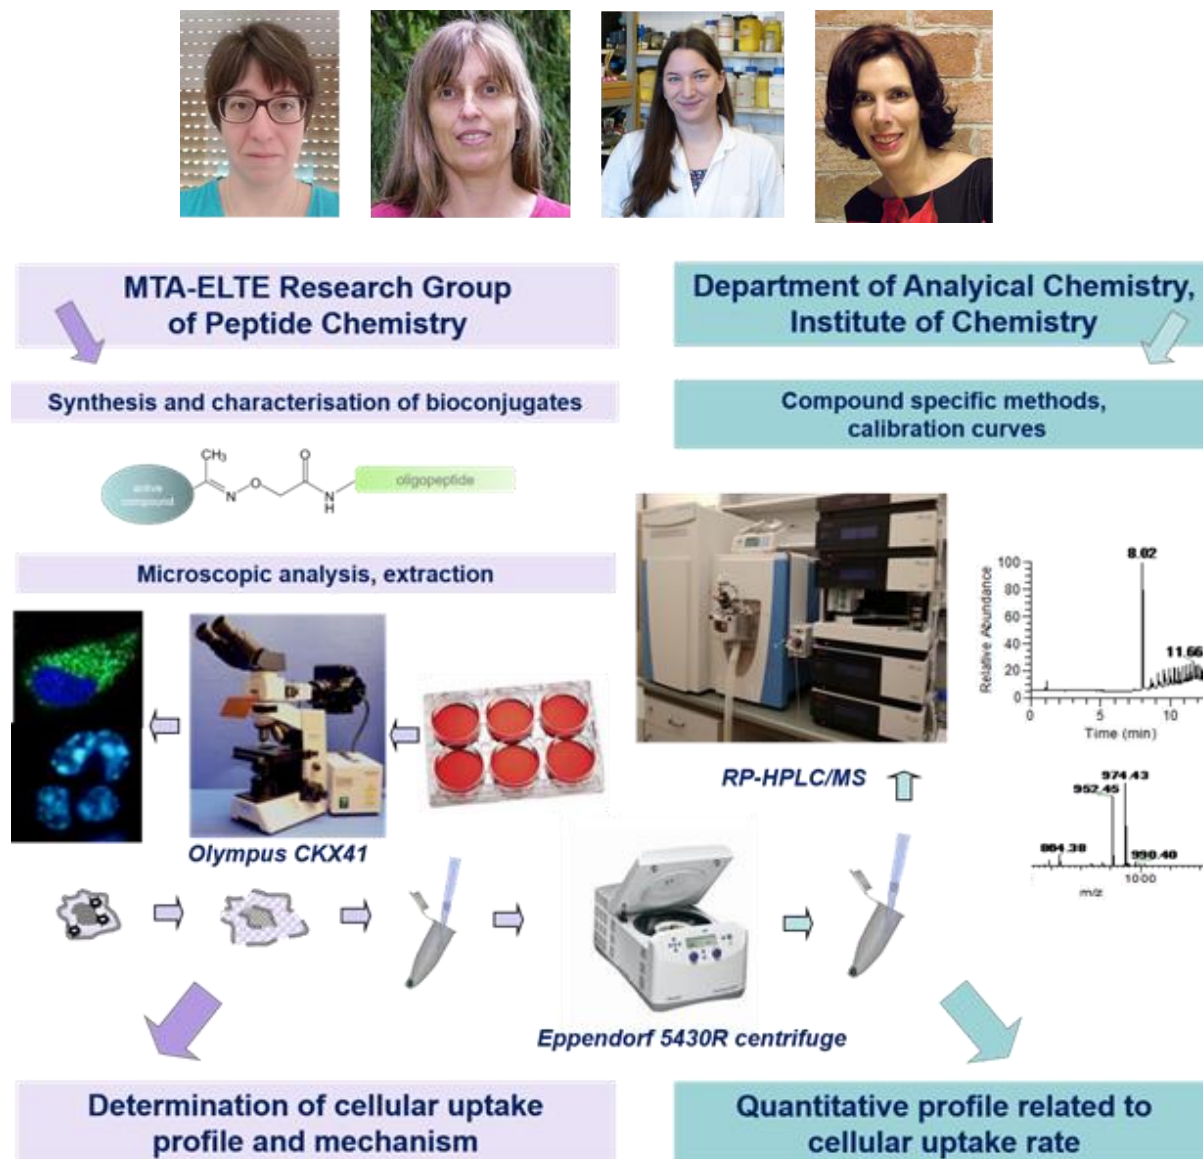 MTA-ELTE Research Group
of Peptide Chemistry
Department of Analyical Chemistry,
Institute of Chemistry
Synthesis and characterisation of bioconjugates
Compound specific methods,
calibration curves
CH3
O
N
O
N
H
active
compound
oligopeptide
Microscopic analysis, extraction
8.02
11.66
Relative Abundance
100
80
60
40
20
0
0
5
10
Time (min)
RP-HPLC/MS
974.43
952.45
864.38
990.40
1000
m/z
Olympus CKX41
Eppendorf 5430R centrifuge
Determination of cellular uptake
profile and mechanism
Quantitative profile related to
cellular uptake rate